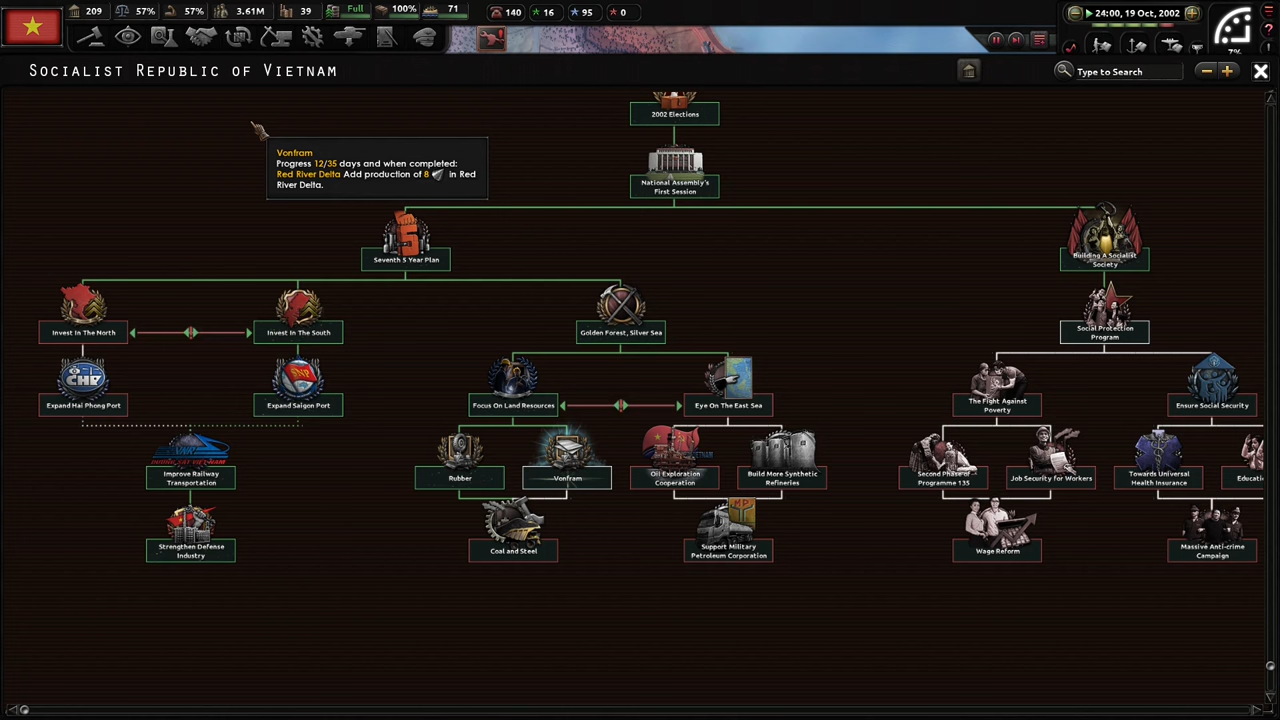 209 57% 57% 3.61M 39 Full 100% 71 140 16 95 0 24:00, 19 Oct, 2002
7%
Socialist Republic of Vietnam
Type to Search
2002 Elections
Vonfram
Progress 12/35 days and when completed:
Red River Delta Add production of 8 in Red
River Delta.
National Assembly's
First Session
Seventh 5 Year Plan
Building A Socialist
Society
Invest In The North
Invest In The South
Golden Forest, Silver Sea
Social Protection
Program
Expand Hai Phong Port
Expand Saigon Port
Focus On Land Resources
Eye On The East Sea
The Fight Against
Poverty
Ensure Social Security
Improve Railway
Transportation
Rubber
Vonfram
Oil Exploration
Cooperation
Build More Synthetic
Refineries
Second Phase of
Programme 135
Job Security for Workers
Towards Universal
Health Insurance
Educati
Strengthen Defense
Industry
Coal and Steel
Support Military
Petroleum Corporation
Wage Reform
Massive Anti-crime
Campaign